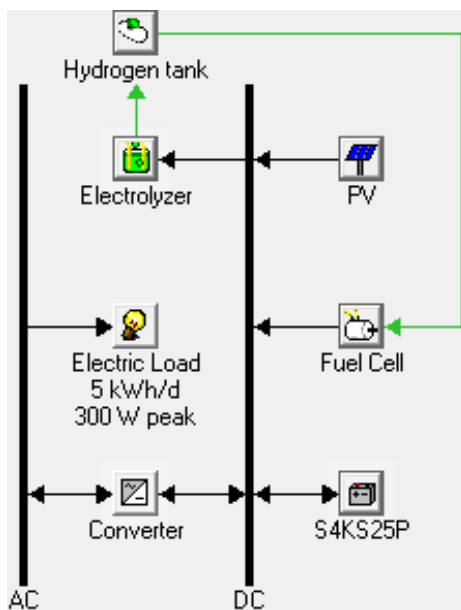 Hydrogen tank
Electrolyzer
PV
Electric Load
5 kWh/d
300 W peak
Fuel Cell
Converter
S4KS25P
AC
DC